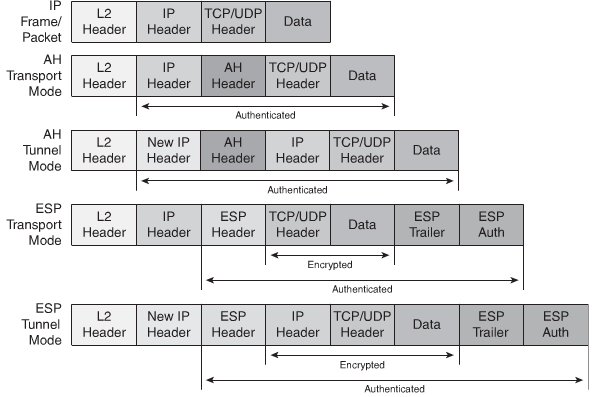 IP
Frame/
Packet
L2
Header
IP
Header
TCP/UDP
Header
Data
AH
Transport
Mode
L2
Header
IP
Header
AH
Header
TCP/UDP
Header
Data
Authenticated
AH
Tunnel
Mode
L2
Header
New IP
Header
AH
Header
IP
Header
TCP/UDP
Header
Data
Authenticated
ESP
Transport
Mode
L2
Header
IP
Header
ESP
Header
TCP/UDP
Header
Data
ESP
Trailer
ESP
Auth
Encrypted
Authenticated
ESP
Tunnel
Mode
L2
Header
New IP
Header
ESP
Header
IP
Header
TCP/UDP
Header
Data
ESP
Trailer
ESP
Auth
Encrypted
Authenticated